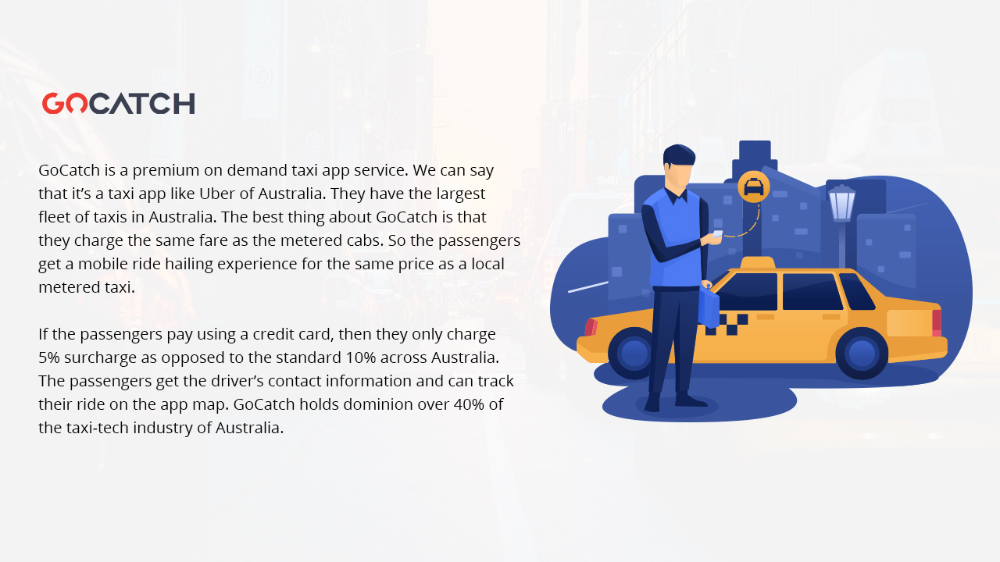 GOCATCH
GoCatch is a premium on demand taxi app service. We can say
that it’s a taxi app like Uber of Australia. They have the largest
fleet of taxis in Australia. The best thing about GoCatch is that
they charge the same fare as the metered cabs. So the passengers
get a mobile ride hailing experience for the same price as a local
metered taxi.
If the passengers pay using a credit card, then they only charge
5% surcharge as opposed to the standard 10% across Australia.
The passengers get the driver’s contact information and can track
their ride on the app map. GoCatch holds dominion over 40% of
the taxi-tech industry of Australia.